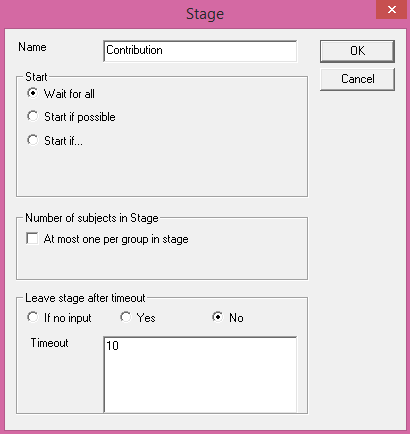 Stage
Name
Contribution
OK
Cancel
Start
Wait for all
Start if possible
Start if...
Number of subjects in Stage
At most one per group in stage
Leave stage after timeout
If no input Yes No
Timeout
10